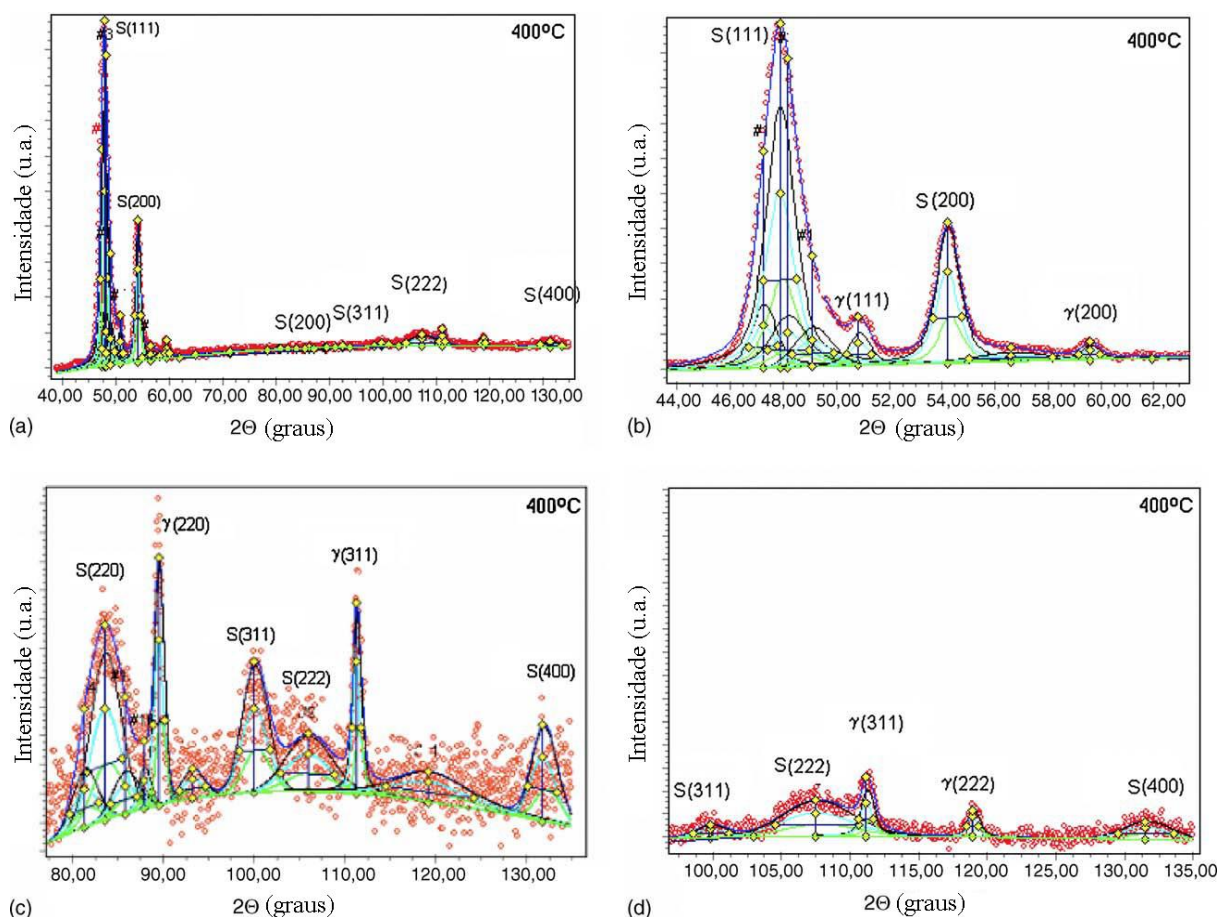 S(111)
#3
400ºC
#
S(200)
#
#
#
S(200)
S(311)
S(222)
S(400)
Intensidade (u.a.)
40,00 50,00 60,00 70,00 80,00 90,00 100,00 110,00 120,00 130,00
(a)
2Θ (graus)
S(111)
#
400ºC
#
#1
γ(111)
S(200)
γ(200)
Intensidade (u.a.)
44,00 46,00 48,00 50,00 52,00 54,00 56,00 58,00 60,00 62,00
(b)
2Θ (graus)
400ºC
γ(220)
S(220)
#
#1
S(311)
S(222)
γ(311)
S(400)
Intensidade (u.a.)
80,00 90,00 100,00 110,00 120,00 130,00
(c)
2Θ (graus)
400ºC
S(311)
S(222)
γ(311)
γ(222)
S(400)
Intensidade (u.a.)
100,00 105,00 110,00 115,00 120,00 125,00 130,00 135,00
2Θ (graus)
(d)